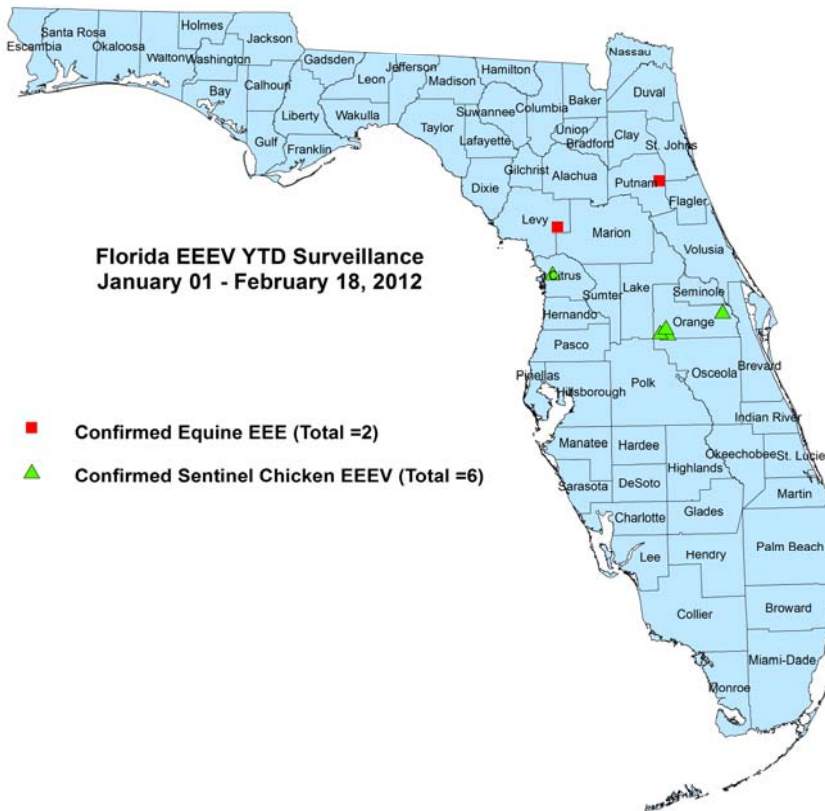 Holmes
Santa Rosa
Jackson
Escambia
Okaloosa
Walton
Washington
Gadsden
Nassau
Jefferson
Hamilton
Madison
Leon
Calhoun
Bay
Duval
Baker
Columbia
Suwannee
Liberty
Wakulla
Taylor
Lafayette
Union
Bradford
Clay
St. Johns
Gulf
Franklin
Gilchrist
Alachua
Putnam
Dixie
Flagler
Levy
Marion
Volusia
Florida EEEV YTD Surveillance
January 01 - February 18, 2012
Citrus
Sumter
Lake
Seminole
Hernando
Orange
Pasco
Brevard
Osceola
Pinellas
Hillsborough
Polk
Indian River
Confirmed Equine EEE (Total =2)
Manatee
Hardee
Okeechobee
St. Lucie
Highlands
Confirmed Sentinel Chicken EEEV (Total =6)
Sarasota
DeSoto
Martin
Charlotte
Glades
Lee
Hendry
Palm Beach
Collier
Broward
Miami-Dade
Monroe